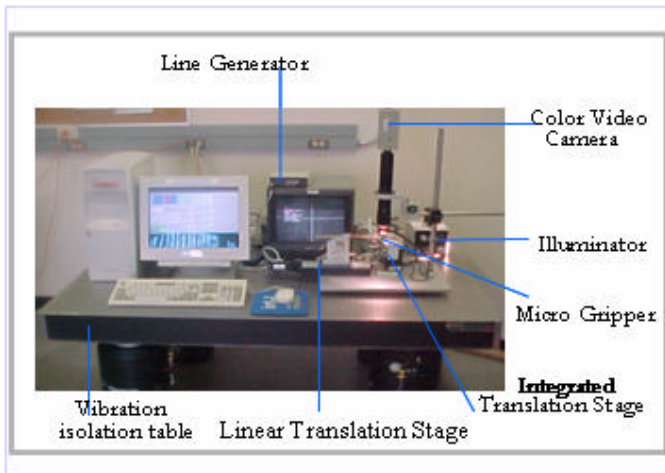 Line Generator
Color Video
Camera
Illuminator
Micro Gripper
Integrated
Translation Stage
Vibration
isolation table
Linear Translation Stage